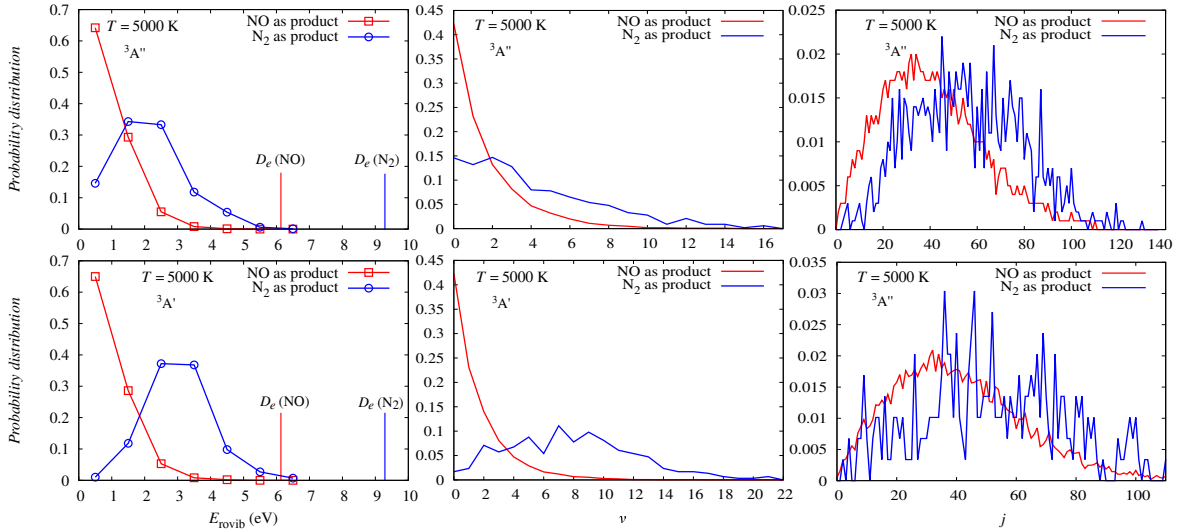 Probability distribution
0.7
0.6
0.5
0.4
0.3
0.2
0.1
0
T = 5000 K
³A''
NO as product
N₂ as product
Dₑ (NO)
Dₑ (N₂)
0 1 2 3 4 5 6 7 8 9 10
0.45
0.4
0.35
0.3
0.25
0.2
0.15
0.1
0.05
0
T = 5000 K
³A''
NO as product
N₂ as product
0 2 4 6 8 10 12 14 16
0.025
0.02
0.015
0.01
0.005
0
T = 5000 K
³A''
NO as product
N₂ as product
0 20 40 60 80 100 120 140
Probability distribution
0.7
0.6
0.5
0.4
0.3
0.2
0.1
0
T = 5000 K
³A'
NO as product
N₂ as product
Dₑ (NO)
Dₑ (N₂)
0 1 2 3 4 5 6 7 8 9 10
E_rovib (eV)
0.45
0.4
0.35
0.3
0.25
0.2
0.15
0.1
0.05
0
T = 5000 K
³A'
NO as product
N₂ as product
0 2 4 6 8 10 12 14 16 18 20 22
v
0.035
0.03
0.025
0.02
0.015
0.01
0.005
0
T = 5000 K
³A''
NO as product
N₂ as product
0 20 40 60 80 100
j